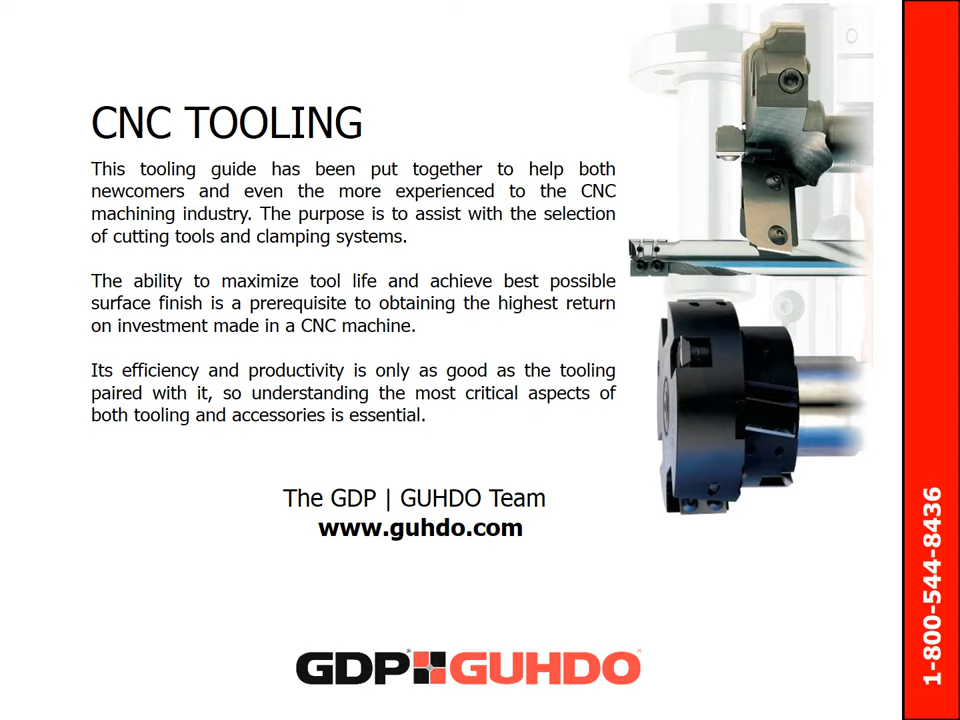 CNC TOOLING
This tooling guide has been put together to help both
newcomers and even the more experienced to the CNC
machining industry. The purpose is to assist with the selection
of cutting tools and clamping systems.
The ability to maximize tool life and achieve best possible
surface finish is a prerequisite to obtaining the highest return
on investment made in a CNC machine.
Its efficiency and productivity is only as good as the tooling
paired with it, so understanding the most critical aspects of
both tooling and accessories is essential.
The GDP | GUHDO Team
www.guhdo.com
GDP® GUHDO®
1-800-544-8436